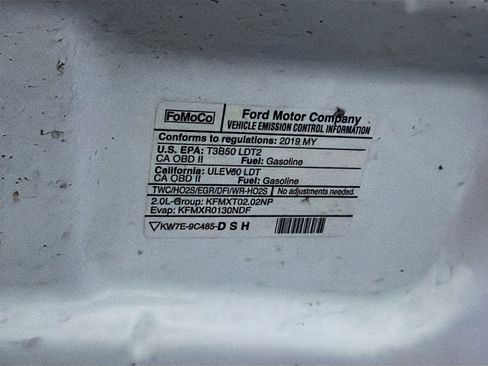 FoMoCo
Ford Motor Company
VEHICLE EMISSION CONTROL INFORMATION
Conforms to regulations: 2019 MY
U.S. EPA: T3B50 LDT2
CA OBD II Fuel: Gasoline
California: ULEV50 LDT
CA OBD II Fuel: Gasoline
TWC/HO2S/EGR/DFI/WR-HO2S No adjustments needed.
2.0L-Group: KFMXT02.02NP
Evap: KFMXR0130NDF
KW7E-9C485-DSH